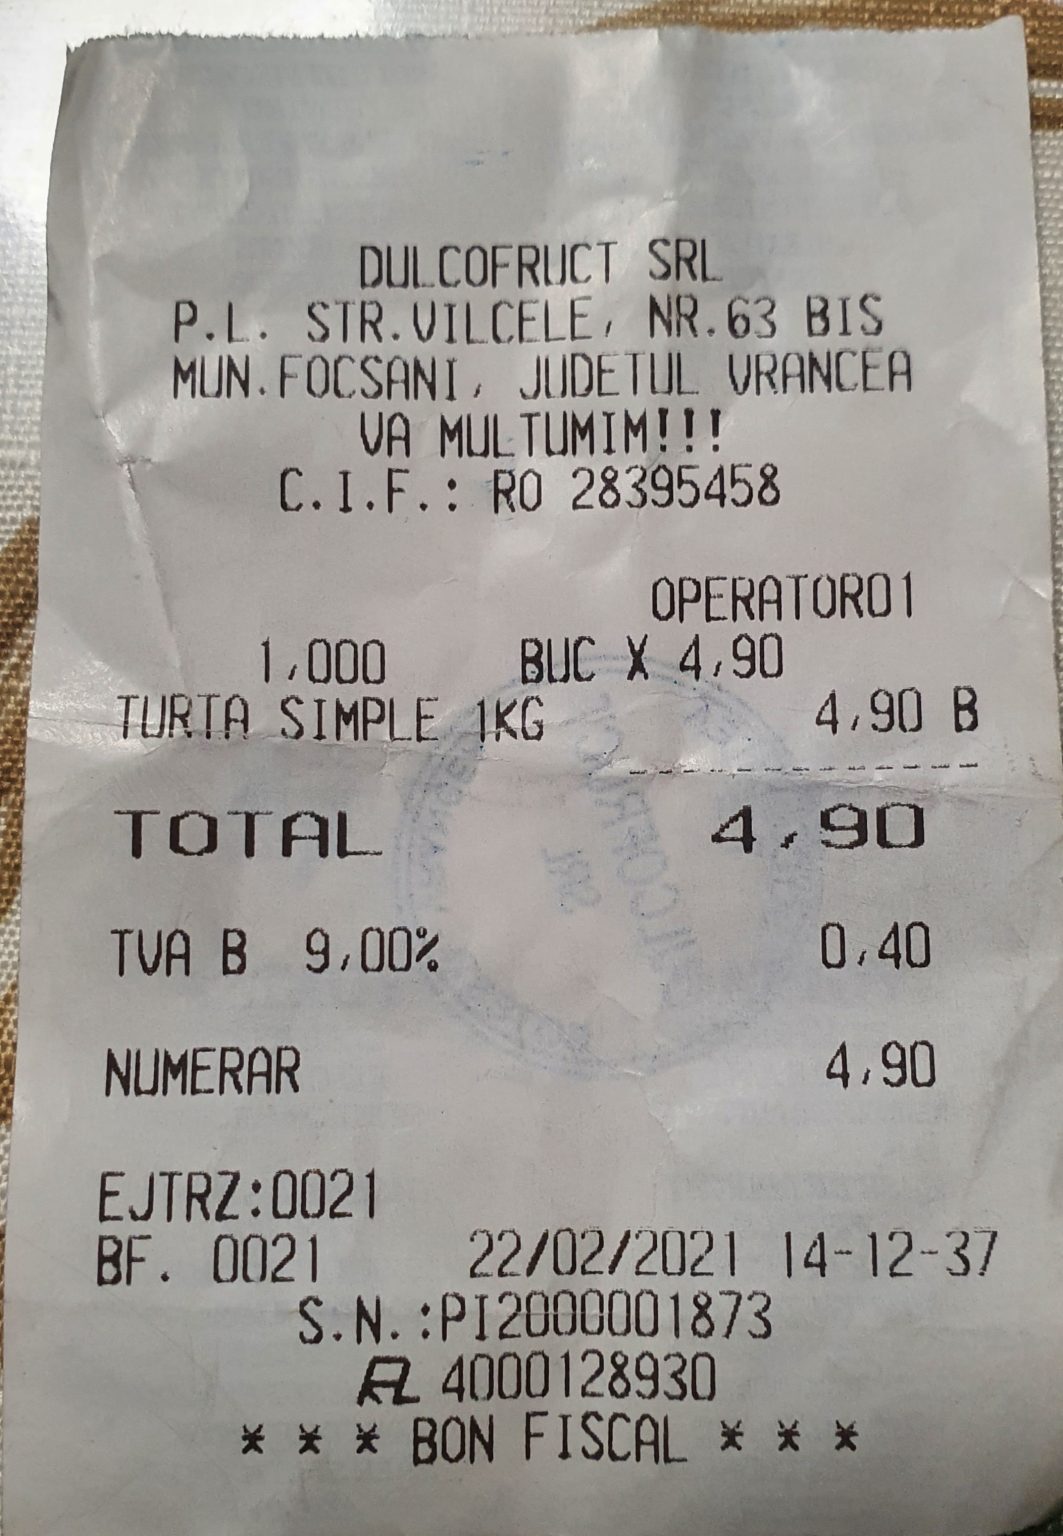 DULCOFRUCT SRL
P.L. STR.VILCELE, NR.63 BIS
MUN.FOCSANI, JUDETUL VRANCEA
VA MULTUMIM!!!
C.I.F.: RO 28395458
OPERATOR01
1,000 BUC X 4,90
TURTA SIMPLE 1KG 4,90 B
TOTAL 4,90
TVA B 9,00% 0,40
NUMERAR 4,90
EJTRZ:0021
BF. 0021 22/02/2021 14-12-37
S.N.:PI2000001873
4000128930
* * * BON FISCAL * * *